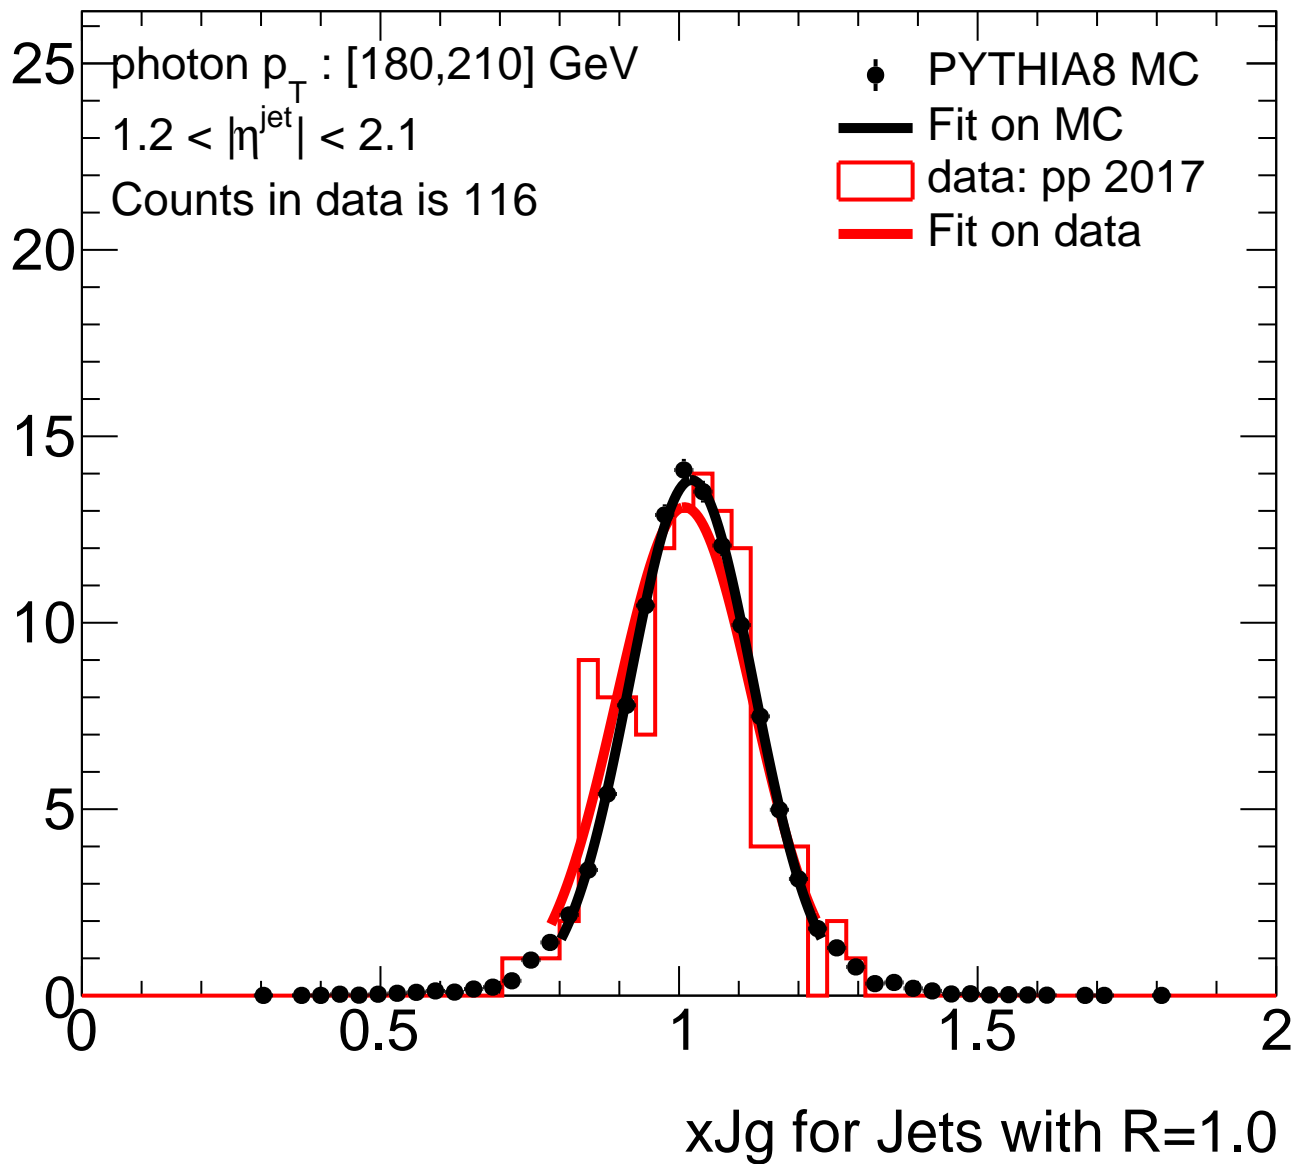 photon p_T : [180,210] GeV
1.2 < |η^jet| < 2.1
Counts in data is 116
PYTHIA8 MC
Fit on MC
data: pp 2017
Fit on data
25
20
15
10
5
0
0 0.5 1 1.5 2
xJg for Jets with R=1.0